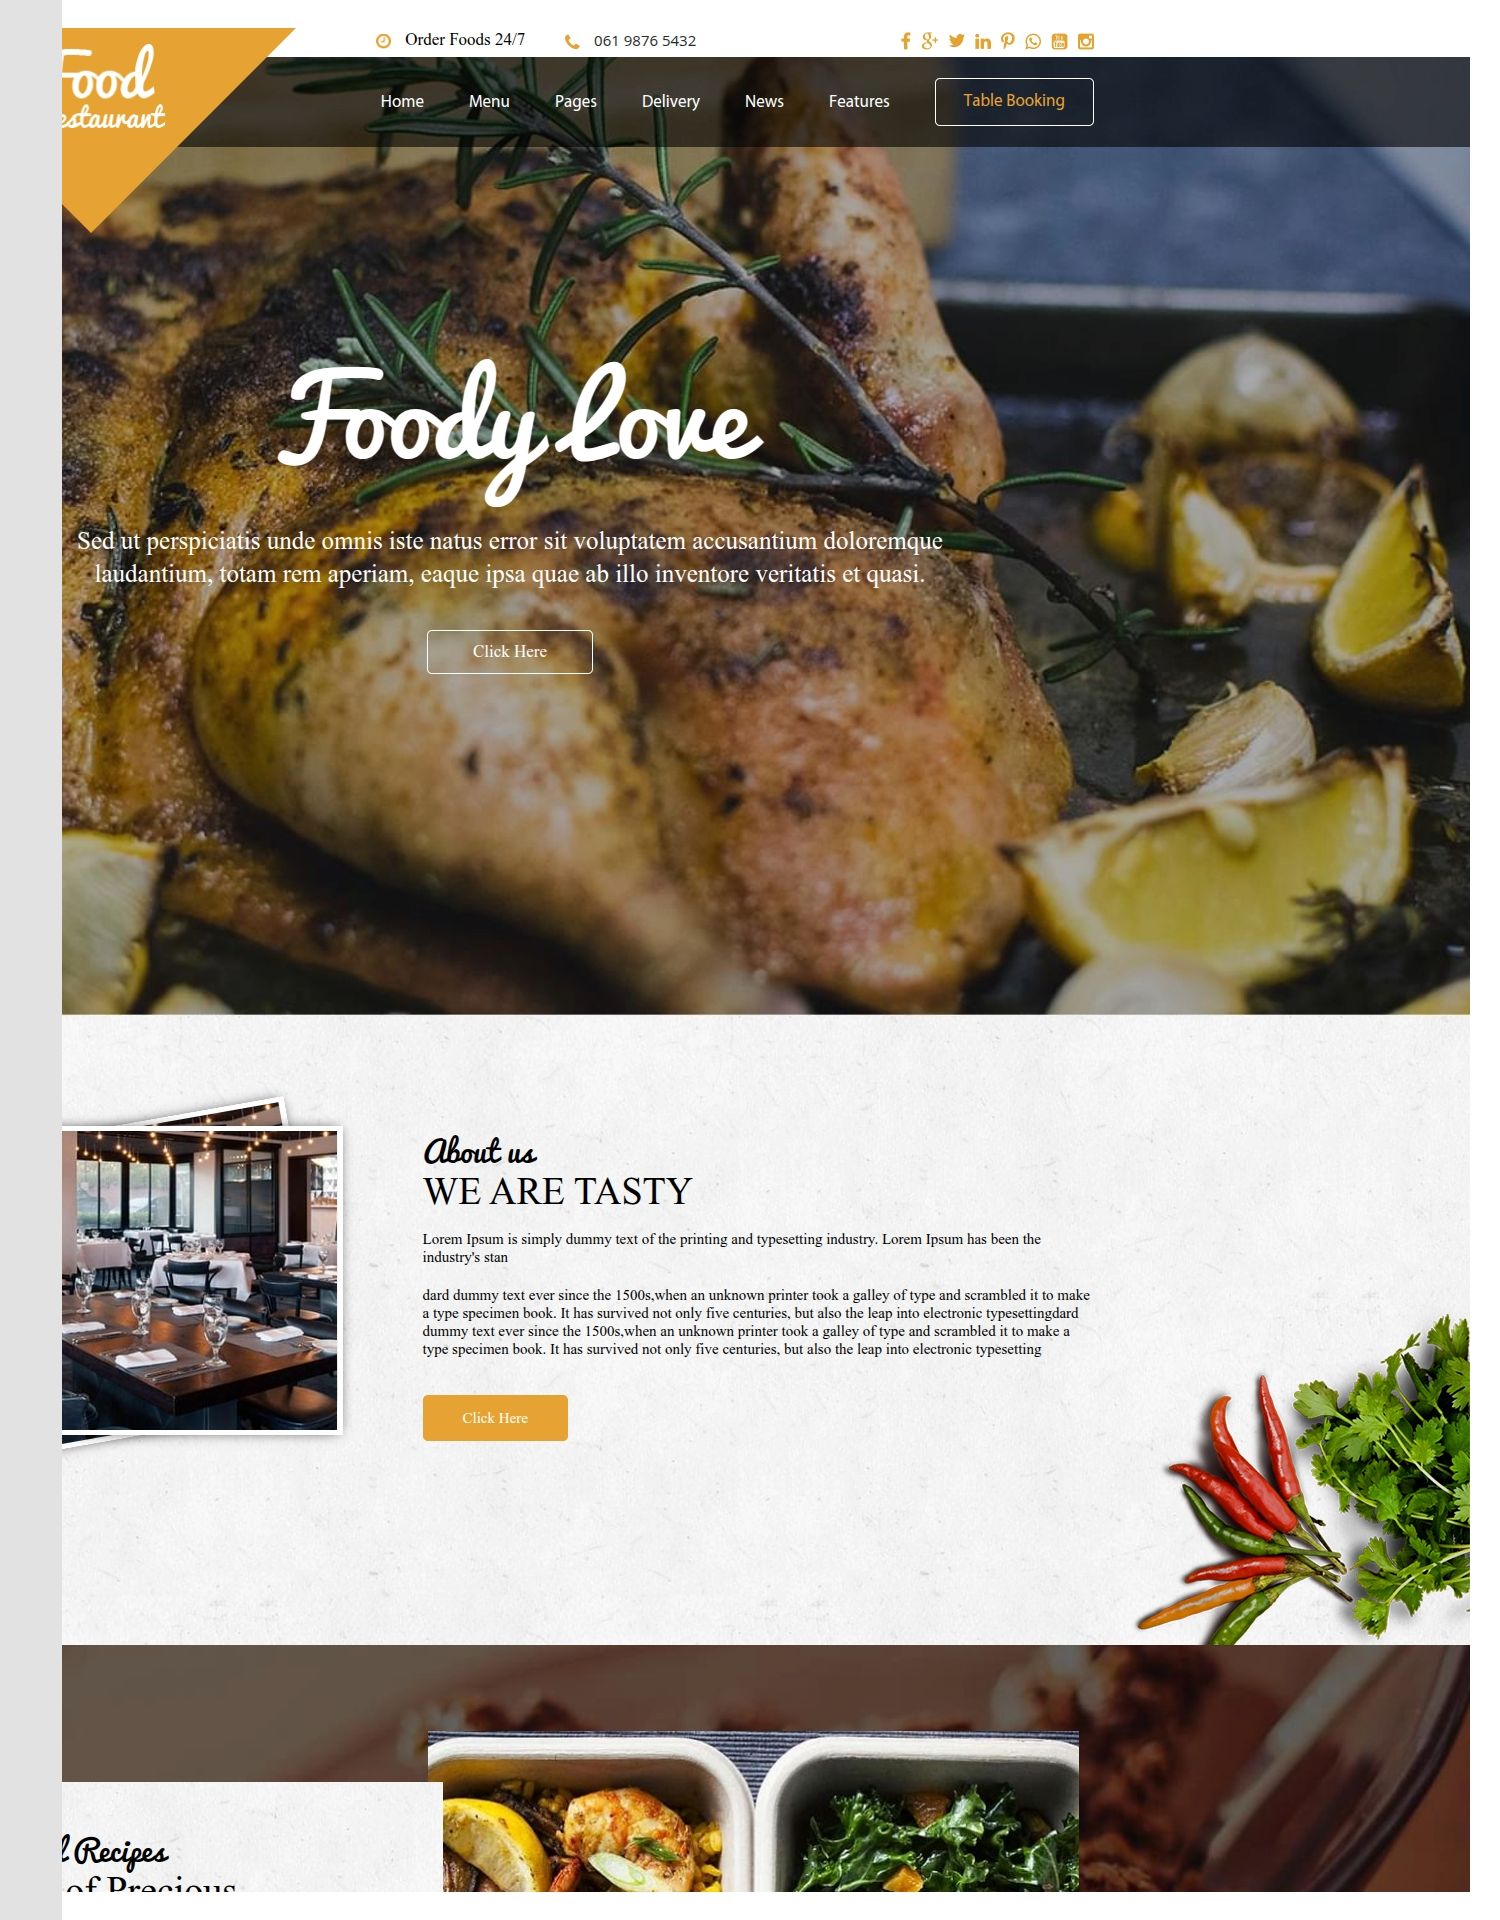 Food
estaurant
Order Foods 24/7
061 9876 5432
Home Menu Pages Delivery News Features Table Booking
Foody Love
Sed ut perspiciatis unde omnis iste natus error sit voluptatem accusantium doloremque
laudantium, totam rem aperiam, eaque ipsa quae ab illo inventore veritatis et quasi.
Click Here
About us
WE ARE TASTY
Lorem Ipsum is simply dummy text of the printing and typesetting industry. Lorem Ipsum has been the
industry's stan
dard dummy text ever since the 1500s,when an unknown printer took a galley of type and scrambled it to make
a type specimen book. It has survived not only five centuries, but also the leap into electronic typesettingdard
dummy text ever since the 1500s,when an unknown printer took a galley of type and scrambled it to make a
type specimen book. It has survived not only five centuries, but also the leap into electronic typesetting
Click Here
Recipes
of Precious